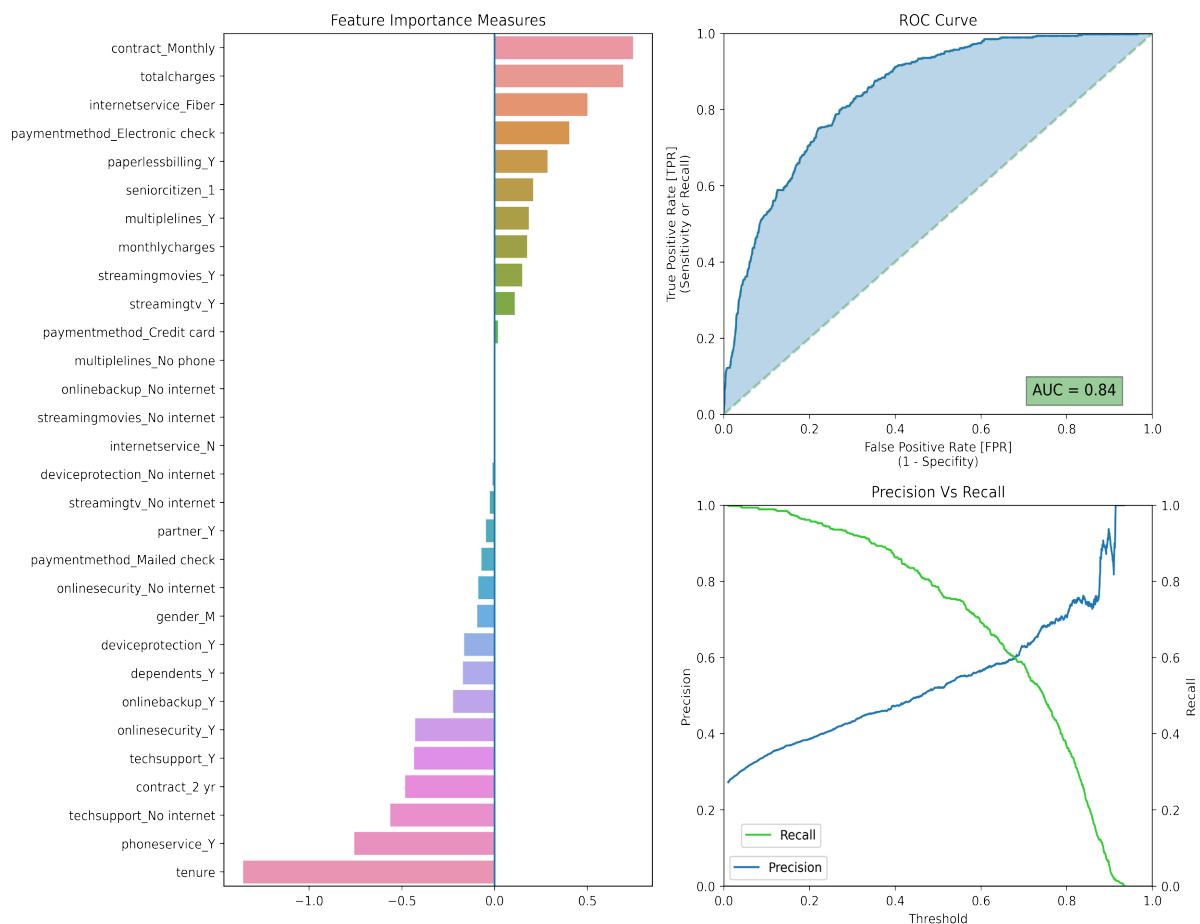 Feature Importance Measures
contract_Monthly
totalcharges
internetservice_Fiber
paymentmethod_Electronic check
paperlessbilling_Y
seniorcitizen_1
multiplelines_Y
monthlycharges
streamingmovies_Y
streamingtv_Y
paymentmethod_Credit card
multiplelines_No phone
onlinebackup_No internet
streamingmovies_No internet
internetservice_N
deviceprotection_No internet
streamingtv_No internet
partner_Y
paymentmethod_Mailed check
onlinesecurity_No internet
gender_M
deviceprotection_Y
dependents_Y
onlinebackup_Y
onlinesecurity_Y
techsupport_Y
contract_2 yr
techsupport_No internet
phoneservice_Y
tenure
−1.0 −0.5 0.0 0.5
ROC Curve
1.0
0.8
0.6
0.4
0.2
0.0
True Positive Rate [TPR]
(Sensitivity or Recall)
AUC = 0.84
0.0 0.2 0.4 0.6 0.8 1.0
False Positive Rate [FPR]
(1 - Specifity)
Precision Vs Recall
1.0
0.8
0.6
0.4
0.2
0.0
Precision
Recall
Precision
1.0
0.8
0.6
0.4
0.2
0.0
Recall
0.0 0.2 0.4 0.6 0.8 1.0
Threshold